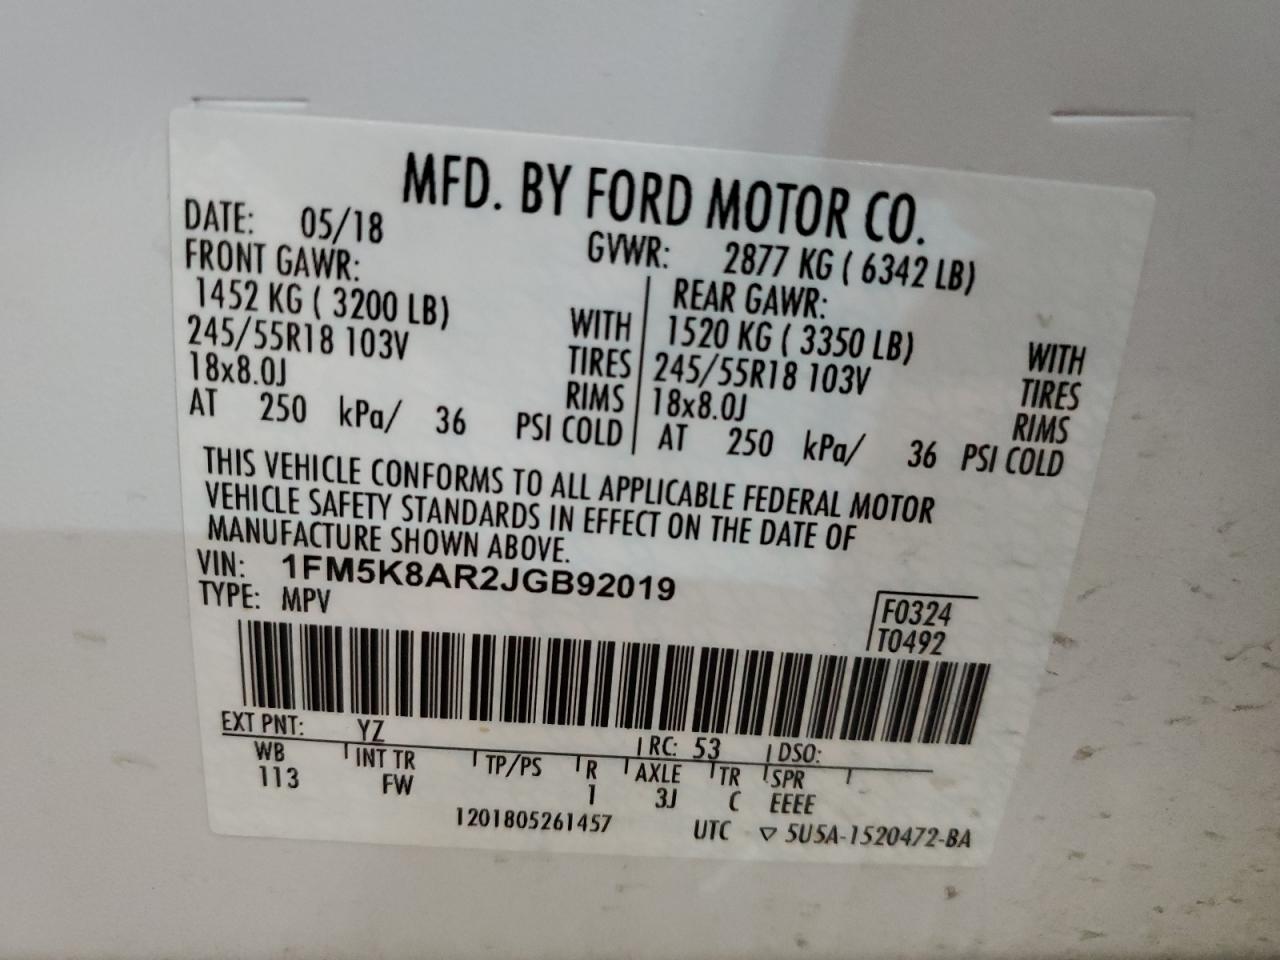 MFD. BY FORD MOTOR CO.
DATE: 05/18 GVWR: 2877 KG ( 6342 LB)
FRONT GAWR: REAR GAWR:
1452 KG ( 3200 LB) WITH 1520 KG ( 3350 LB) WITH
245/55R18 103V TIRES 245/55R18 103V TIRES
18x8.0J RIMS 18x8.0J RIMS
AT 250 kPa/ 36 PSI COLD AT 250 kPa/ 36 PSI COLD
THIS VEHICLE CONFORMS TO ALL APPLICABLE FEDERAL MOTOR
VEHICLE SAFETY STANDARDS IN EFFECT ON THE DATE OF
MANUFACTURE SHOWN ABOVE.
VIN: 1FM5K8AR2JGB92019
TYPE: MPV F0324
T0492
EXT PNT: YZ RC: 53 DSO:
WB INT TR TP/PS R AXLE TR SPR
113 FW 1 3J C EEEE
1201805261457 UTC ▽ 5U5A-1520472-BA